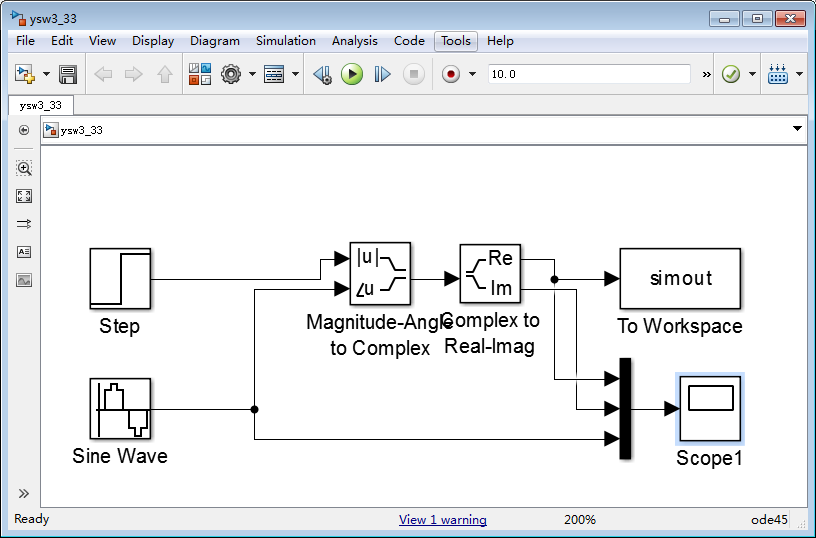 ysw3_33
File Edit View Display Diagram Simulation Analysis Code Tools Help
10.0 »
ysw3_33
ysw3_33
|u|
∠u
Re
Im
simout
Step
Magnitude-Angle
to Complex
Complex to
Real-Imag
To Workspace
Sine Wave
Scope1
Ready View 1 warning 200% ode45